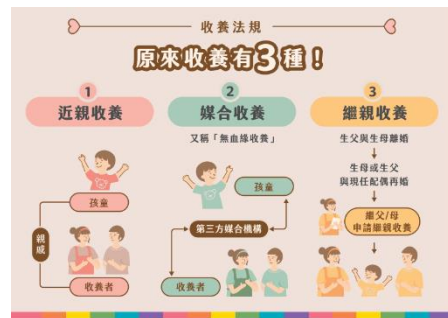 收養法規
原來收養有3種！
1
近親收養
孩童
親戚
收養者
2
媒合收養
又稱「無血緣收養」
孩童
第三方媒合機構
收養者
3
繼親收養
生父與生母離婚
生母或生父
與現任配偶再婚
繼父/母
申請繼親收養